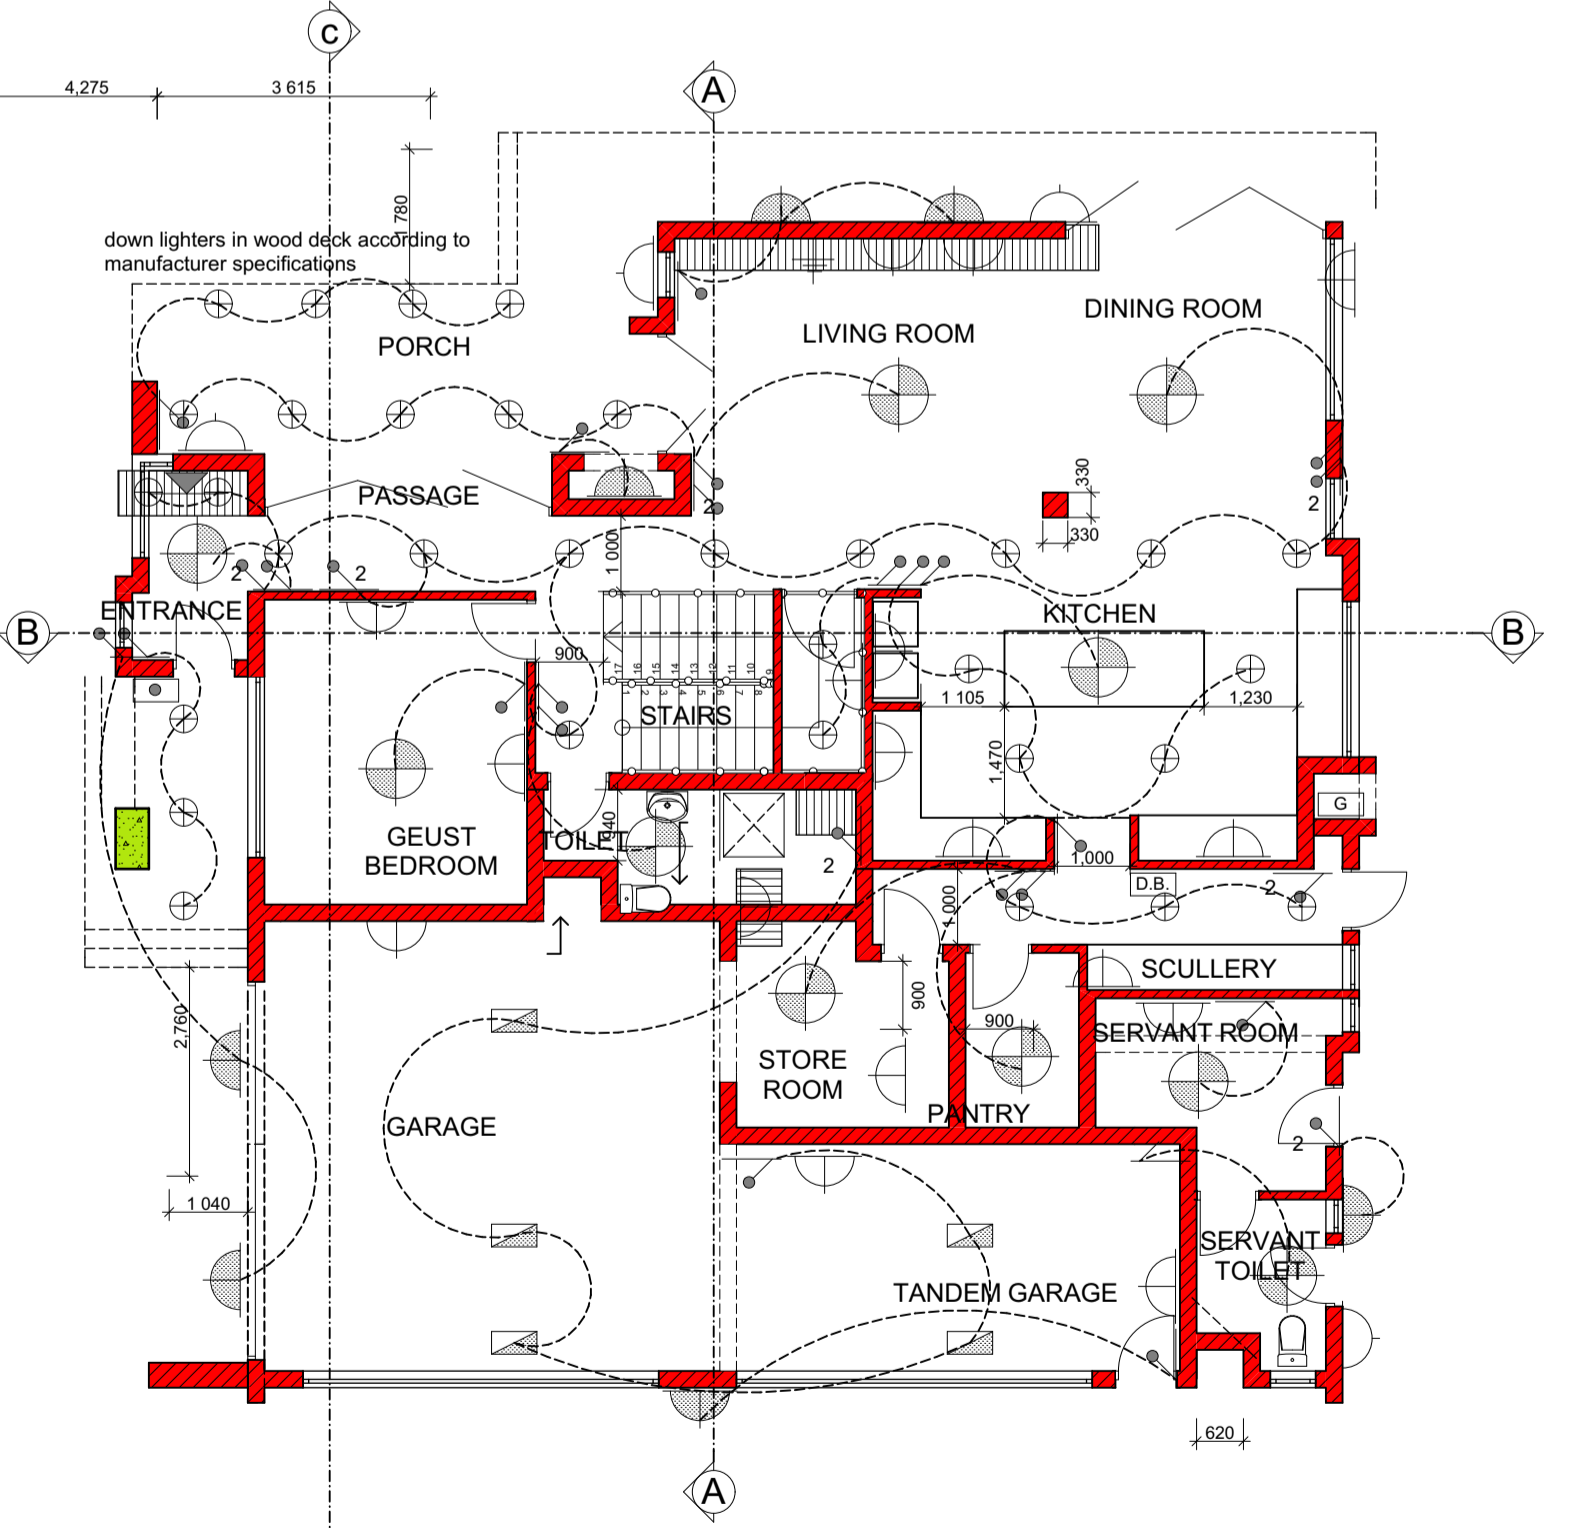 c
A
4,275
3 615
1 780
down lighters in wood deck according to
manufacturer specifications
DINING ROOM
LIVING ROOM
PORCH
PASSAGE
330
330
2
2
1 000
2
2
ENTRANCE
KITCHEN
B
B
900
17
16
15
14
13
12
11
10
9
1
2
3
4
5
6
7
8
STAIRS
1 105
1,230
1,470
G
GEUST
BEDROOM
TOILET
940
2
1,000
D.B.
2
1 000
SCULLERY
900
900
SERVANT ROOM
2,760
STORE
ROOM
PANTRY
GARAGE
2
1 040
SERVANT
TOILET
TANDEM GARAGE
620
A